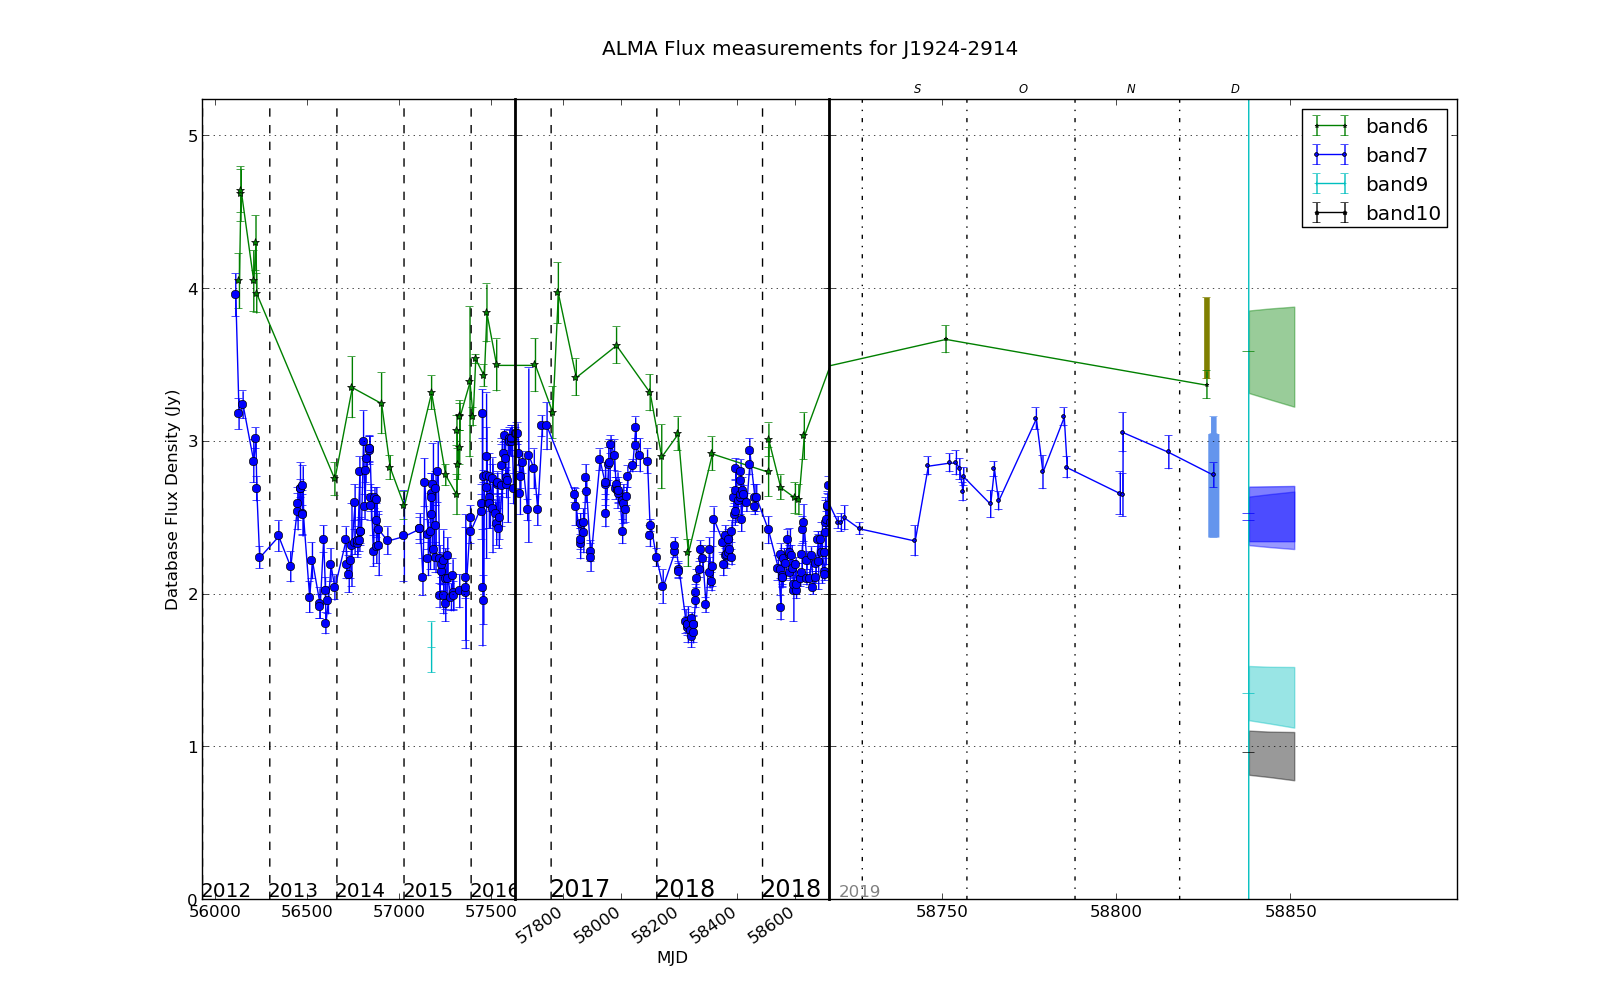 ALMA Flux measurements for J1924-2914
S O N D
band6
band7
band9
band10
5
4
3
2
1
0
Database Flux Density (Jy)
2012 2013 2014 2015 2016 2017 2018 2018 2019
56000 56500 57000 57500 57800 58000 58200 58400 58600 58750 58800 58850
MJD